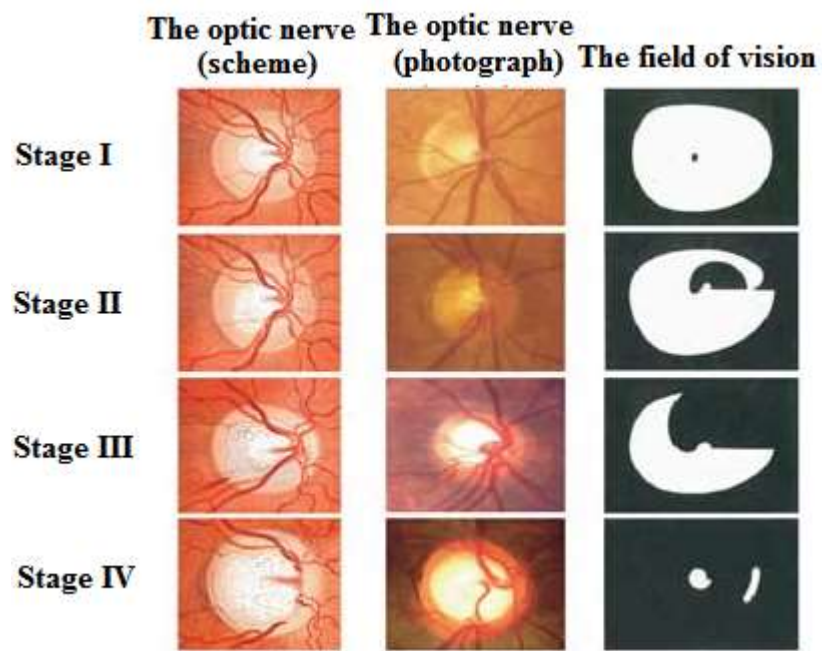 The optic nerve
(scheme)
The optic nerve
(photograph)
The field of vision
Stage I
Stage II
Stage III
Stage IV